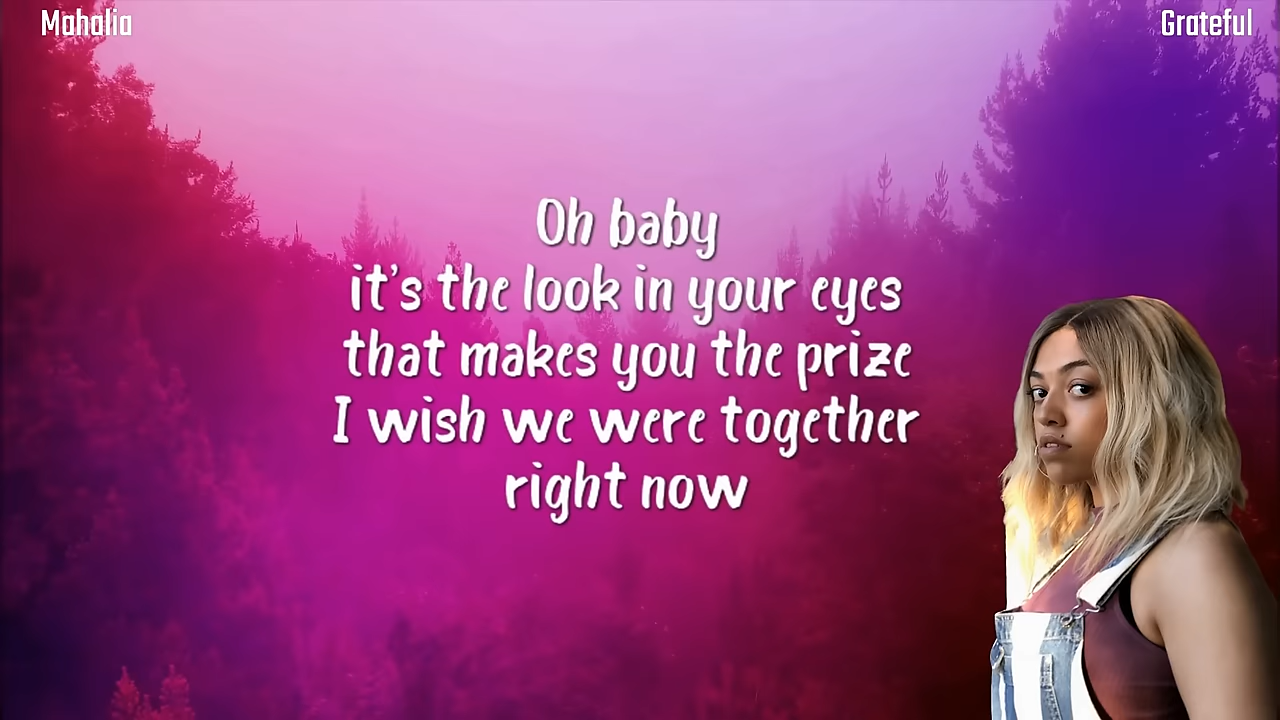 Mahalia
Grateful
Oh baby
it's the look in your eyes
that makes you the prize
I wish we were together
right now